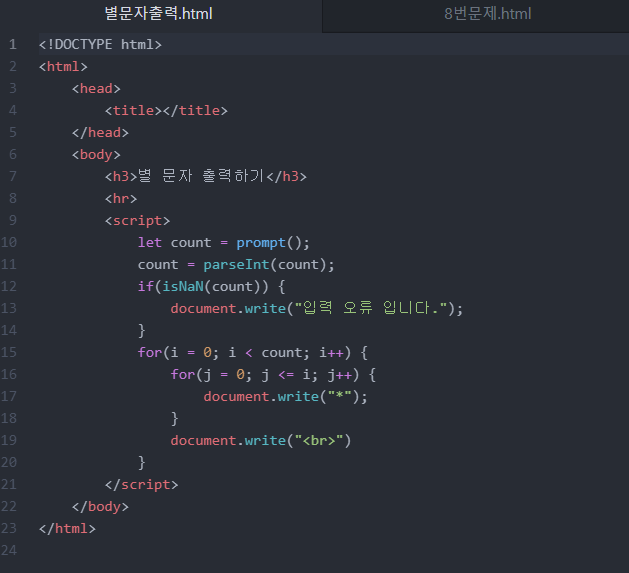 별문자출력.html 8번문제.html
1 <!DOCTYPE html>
2 <html>
3 <head>
4 <title></title>
5 </head>
6 <body>
7 <h3>별 문자 출력하기</h3>
8 <hr>
9 <script>
10 let count = prompt();
11 count = parseInt(count);
12 if(isNaN(count)) {
13 document.write("입력 오류 입니다.");
14 }
15 for(i = 0; i < count; i++) {
16 for(j = 0; j <= i; j++) {
17 document.write("*");
18 }
19 document.write("<br>")
20 }
21 </script>
22 </body>
23 </html>
24